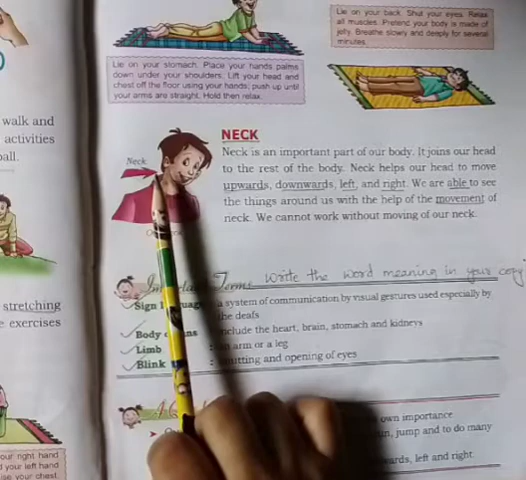 Lie on your back. Shut your eyes. Relax
all muscles. Pretend your body is made of
jelly. Breathe slowly and deeply for several
minutes.
Lie on your stomach. Place your hands palms
down under your shoulders. Lift your head and
chest off the floor using your hands; push up until
your arms are straight. Hold then relax.
walk and
activities
ball.
stretching
exercises
our right hand
d your left hand
ise your chest.
NECK
Neck
Neck is an important part of our body. It joins our head
to the rest of the body. Neck helps our head to move
upwards, downwards, left, and right. We are able to see
the things around us with the help of the movement of
neck. We cannot work without moving of our neck.
Terms Write the word meaning in your copy
Sign a system of communication by visual gestures used especially by
the deafs
Body include the heart, brain, stomach and kidneys
Limb : arm or a leg
Blink : shutting and opening of eyes
own importance
jump and to do many
left and right.